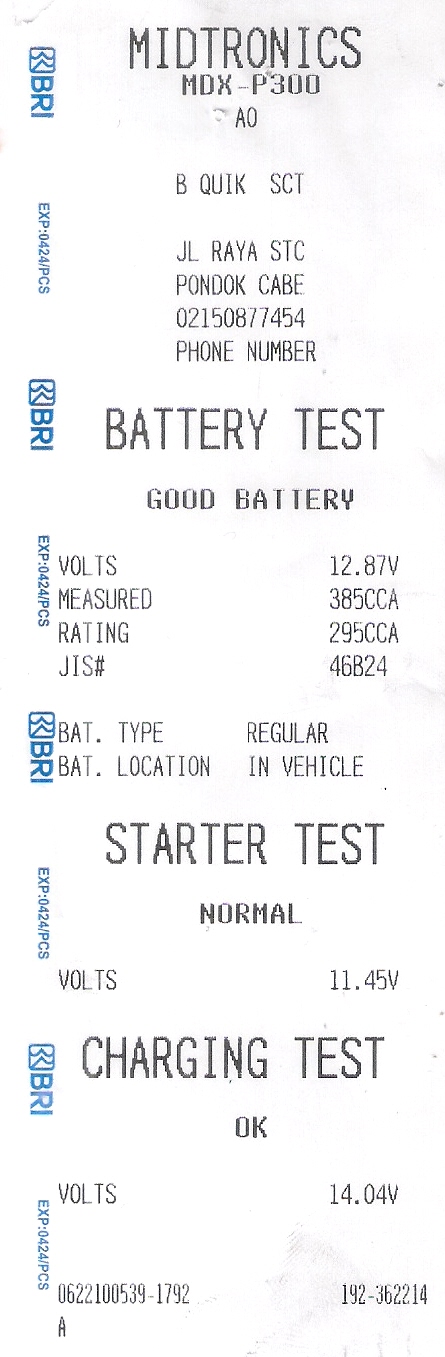 MIDTRONICS
MDX-P300
AO
B QUIK SCT
JL RAYA STC
PONDOK CABE
02150877454
PHONE NUMBER
BATTERY TEST
GOOD BATTERY
VOLTS 12.87V
MEASURED 385CCA
RATING 295CCA
JIS# 46B24
BAT. TYPE REGULAR
BAT. LOCATION IN VEHICLE
STARTER TEST
NORMAL
VOLTS 11.45V
CHARGING TEST
OK
VOLTS 14.04V
0622100539-1792 192-362214
A
BRI
EXP:0424/PCS
BRI
EXP:0424/PCS
BRI
EXP:0424/PCS
BRI
EXP:0424/PCS